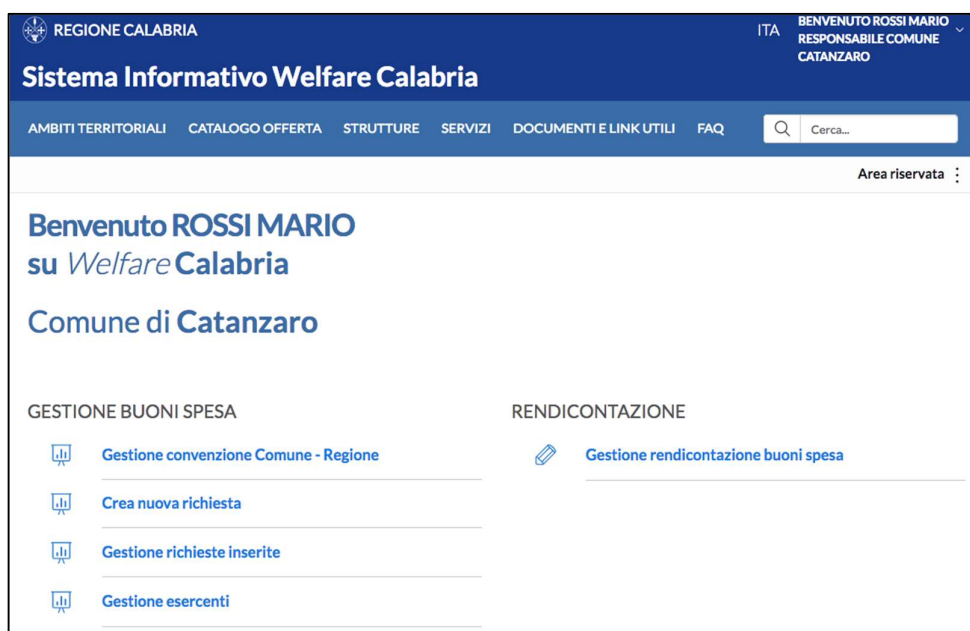 REGIONE CALABRIA
ITA
BENVENUTO ROSSI MARIO
RESPONSABILE COMUNE
CATANZARO
Sistema Informativo Welfare Calabria
AMBITI TERRITORIALI CATALOGO OFFERTA STRUTTURE SERVIZI DOCUMENTI E LINK UTILI FAQ Cerca...
Area riservata
Benvenuto ROSSI MARIO
su Welfare Calabria
Comune di Catanzaro
GESTIONE BUONI SPESA
Gestione convenzione Comune - Regione
Crea nuova richiesta
Gestione richieste inserite
Gestione esercenti
RENDICONTAZIONE
Gestione rendicontazione buoni spesa